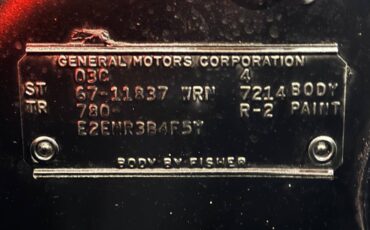 GENERAL MOTORS CORPORATION
03C 4
ST 67-11837 WRN 7214 BODY
TR 780 R-2 PAINT
E2EMR3B4F5Y
BODY BY FISHER